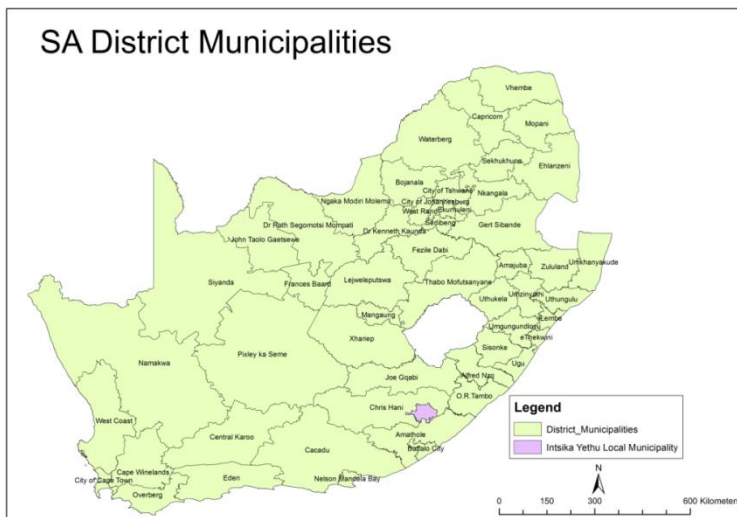 SA District Municipalities
Vhembe
Capricorn
Mopani
Waterberg
Sekhukhune
Ehlanzeni
Bojanala
City of Tshwane
Nkangala
Ngaka Modiri Molema
City of Johannesburg
West Rand
Ekurhuleni
Sedibeng
Gert Sibande
Dr Ruth Segomotsi Mompati
Dr Kenneth Kaunda
John Taolo Gaetsewe
Fezile Dabi
Amajuba
Zululand
Umkhanyakude
Siyanda
Frances Baard
Lejweleputswa
Thabo Mofutsanyane
Uthukela
Umzinyathi
Uthungulu
Mangaung
iLembe
Umgungundlovu
eThekwini
Xhariep
Sisonke
Namakwa
Pixley ka Seme
Ugu
Joe Gqabi
Alfred Nzo
O.R.Tambo
Chris Hani
West Coast
Central Karoo
Cacadu
Amathole
Buffalo City
Cape Winelands
City of Cape Town
Eden
Nelson Mandela Bay
Overberg
Legend
District_Municipalities
Intsika Yethu Local Municipality
N
0 150 300 600 Kilometers